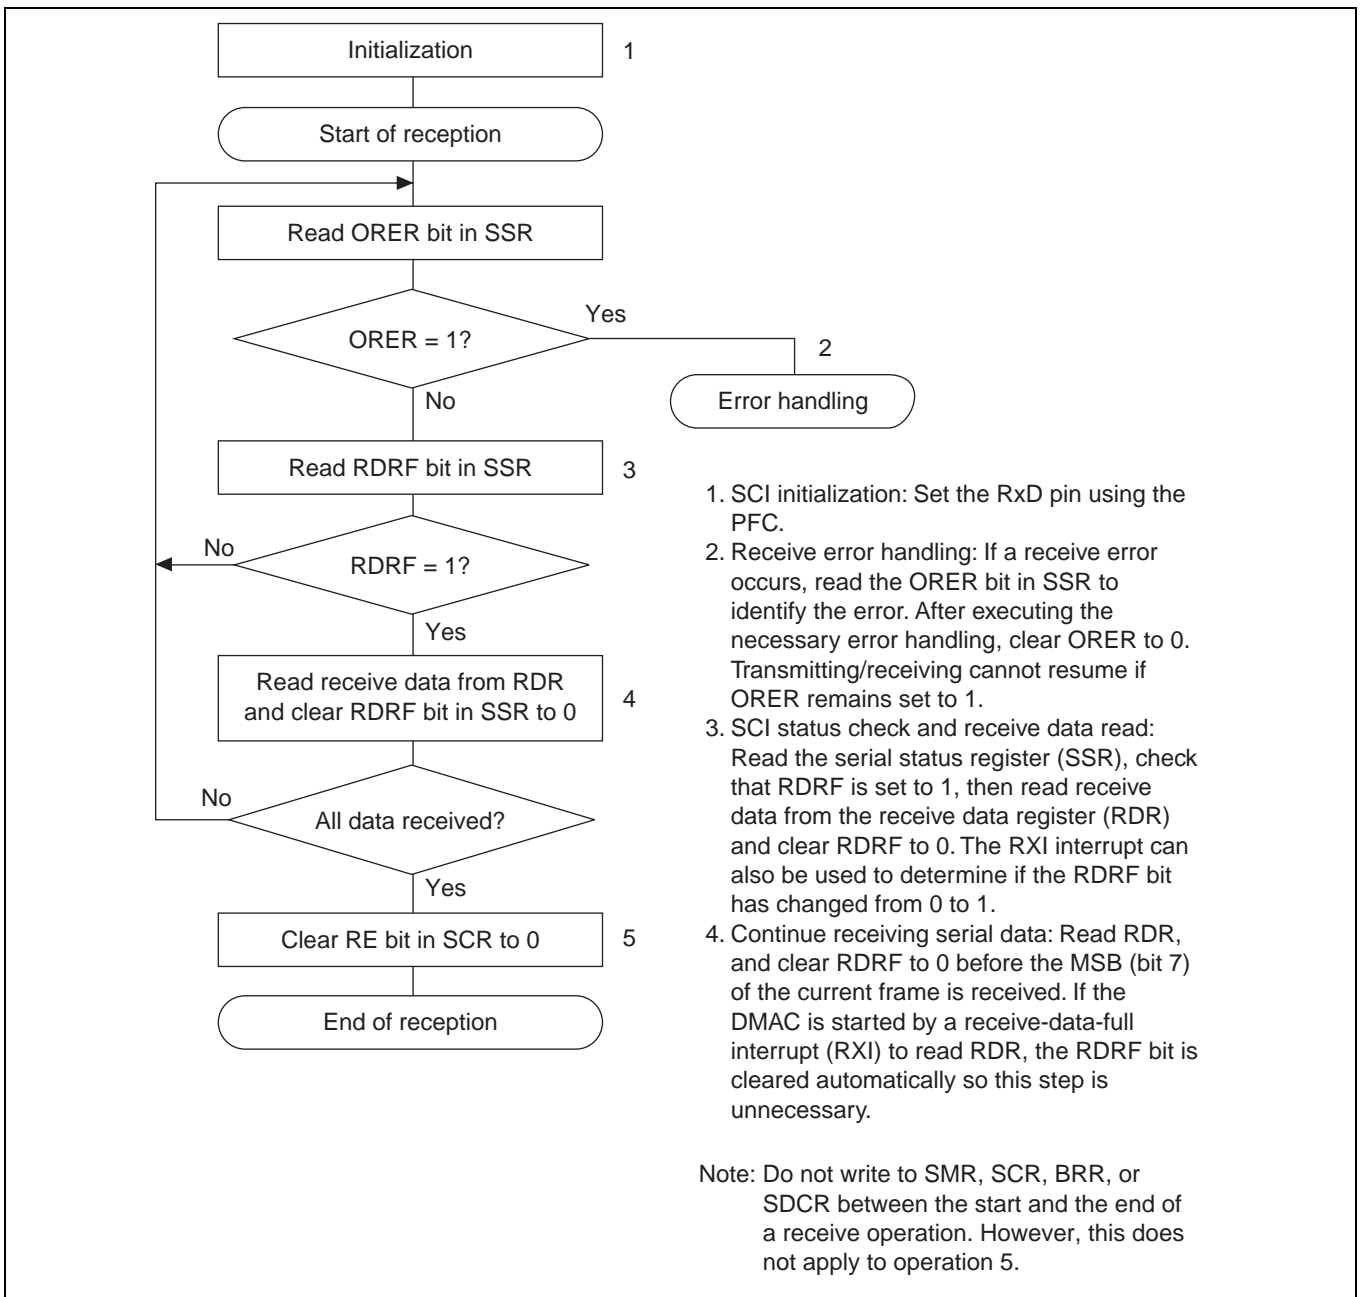 Initialization
1
Start of reception
Read ORER bit in SSR
Yes
ORER = 1?
2
No
Error handling
Read RDRF bit in SSR
3
No
RDRF = 1?
Yes
Read receive data from RDR
and clear RDRF bit in SSR to 0
4
No
All data received?
Yes
Clear RE bit in SCR to 0
5
End of reception
1. SCI initialization: Set the RxD pin using the
PFC.
2. Receive error handling: If a receive error
occurs, read the ORER bit in SSR to
identify the error. After executing the
necessary error handling, clear ORER to 0.
Transmitting/receiving cannot resume if
ORER remains set to 1.
3. SCI status check and receive data read:
Read the serial status register (SSR), check
that RDRF is set to 1, then read receive
data from the receive data register (RDR)
and clear RDRF to 0. The RXI interrupt can
also be used to determine if the RDRF bit
has changed from 0 to 1.
4. Continue receiving serial data: Read RDR,
and clear RDRF to 0 before the MSB (bit 7)
of the current frame is received. If the
DMAC is started by a receive-data-full
interrupt (RXI) to read RDR, the RDRF bit is
cleared automatically so this step is
unnecessary.
Note: Do not write to SMR, SCR, BRR, or
SDCR between the start and the end of
a receive operation. However, this does
not apply to operation 5.